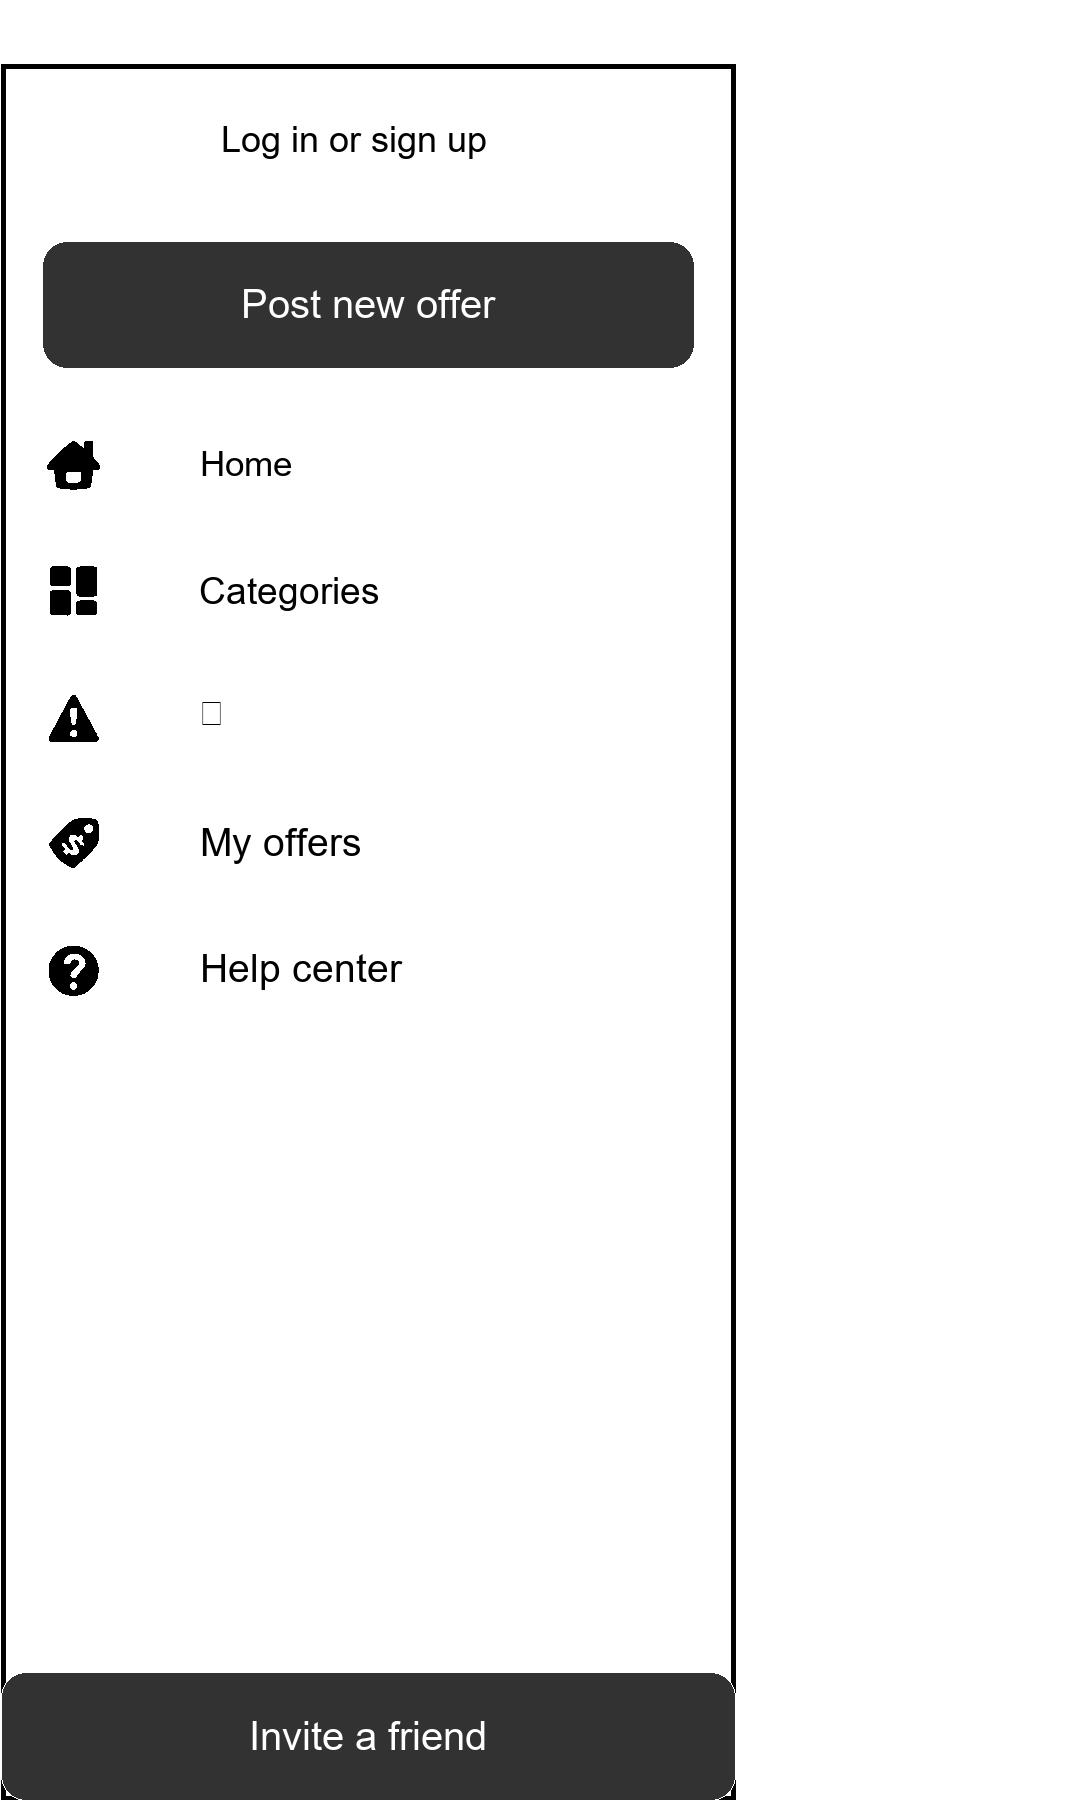 Log in or sign up
Post new offer
Home
Categories
My offers
Help center
Invite a friend